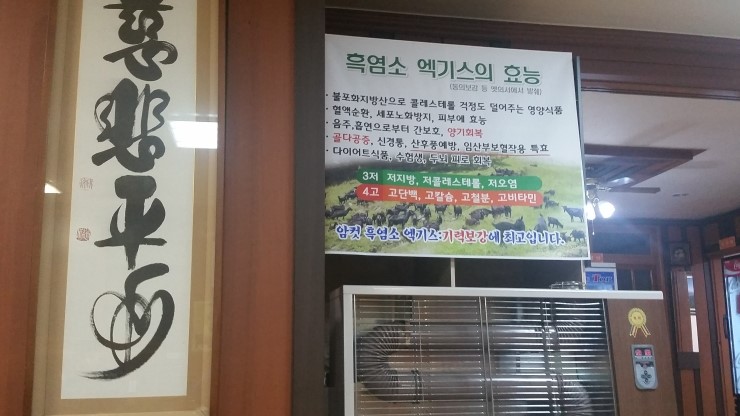 慈
悲
平
흑염소 엑기스의 효능
(동의보감 등 옛의서에서 발췌)
· 불포화지방산으로 콜레스테롤 걱정도 덜어주는 영양식품
· 혈액순환, 세포노화방지, 피부에 효능
· 음주,흡연으로부터 간보호, 양기회복
· 골다공증, 신경통, 산후풍예방, 임산부보혈작용 특효
· 다이어트식품, 수험생, 두뇌 피로 회복
3저 저지방, 저콜레스테롤, 저오염
4고 고단백, 고칼슘, 고철분, 고비타민
암컷 흑염소 엑기스:기력보강에 최고입니다.